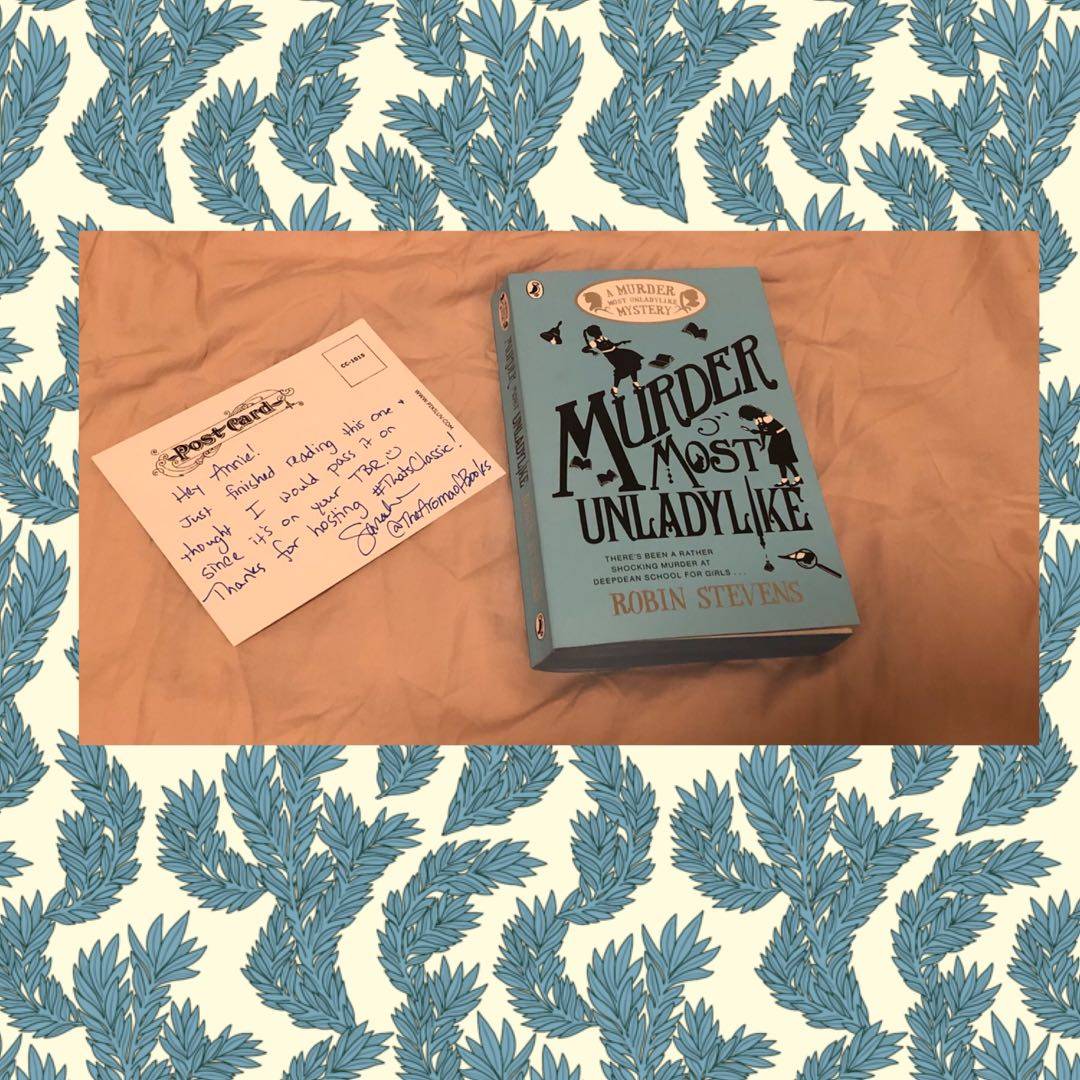 CC-1015
Post Card
Hey Annie!
Just finished reading this one +
thought I would pass it on
since it's on your TBR.
Thanks for hosting #ThatsClassic!
Sarah
@TheAromaofBooks
A MURDER
MOST UNLADYLIKE
MYSTERY
MURDER
MOST
UNLADYLIKE
THERE'S BEEN A RATHER
SHOCKING MURDER AT
DEEPDEAN SCHOOL FOR GIRLS ...
ROBIN STEVENS